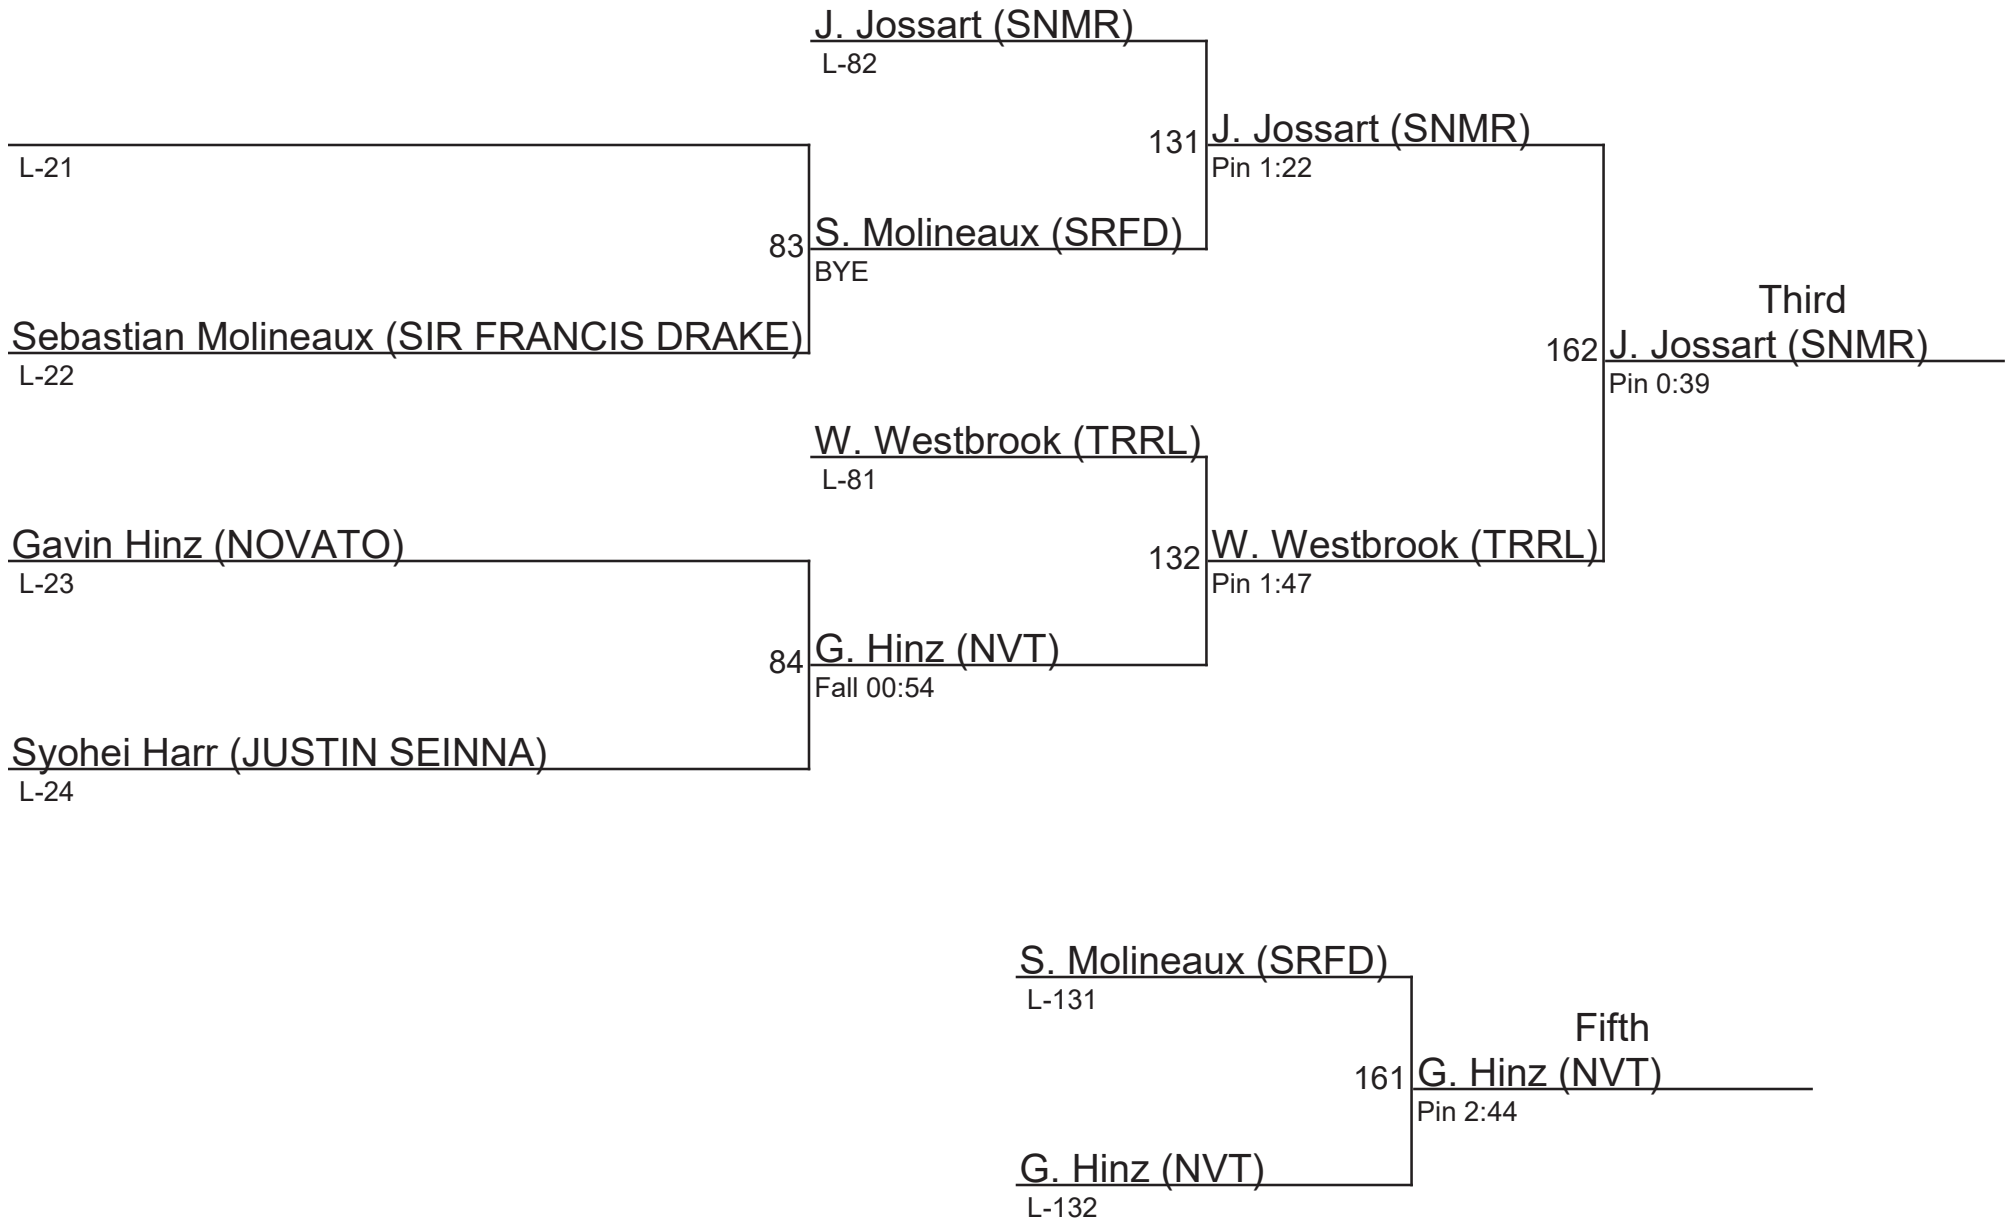 J. Jossart (SNMR)
L-82
131 J. Jossart (SNMR)
Pin 1:22
L-21
83 S. Molineaux (SRFD)
BYE
Sebastian Molineaux (SIR FRANCIS DRAKE)
L-22
Third
162 J. Jossart (SNMR)
Pin 0:39
W. Westbrook (TRRL)
L-81
Gavin Hinz (NOVATO)
L-23
132 W. Westbrook (TRRL)
Pin 1:47
84 G. Hinz (NVT)
Fall 00:54
Syohei Harr (JUSTIN SEINNA)
L-24
S. Molineaux (SRFD)
L-131
Fifth
161 G. Hinz (NVT)
Pin 2:44
G. Hinz (NVT)
L-132